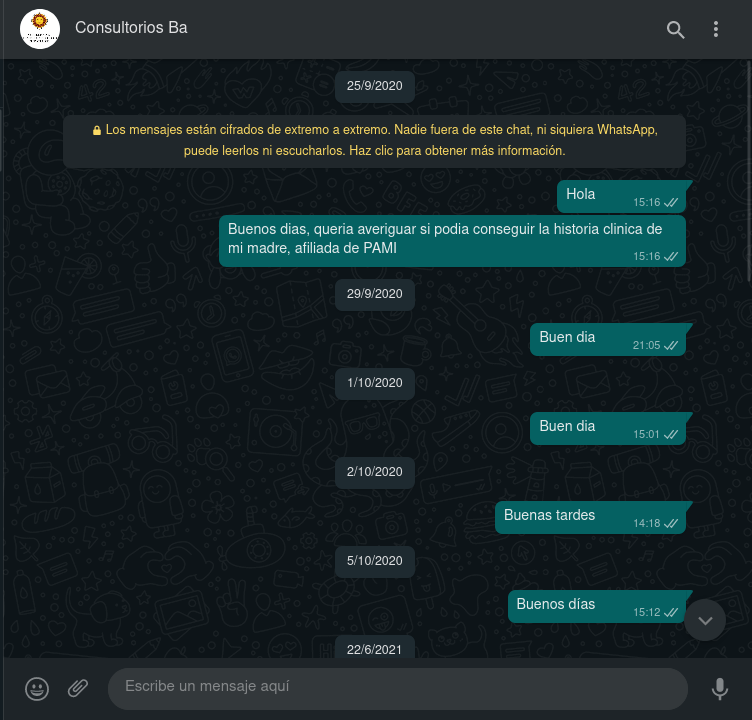 Consultorios Ba
25/9/2020
Los mensajes están cifrados de extremo a extremo. Nadie fuera de este chat, ni siquiera WhatsApp,
puede leerlos ni escucharlos. Haz clic para obtener más información.
Hola 15:16
Buenos dias, queria averiguar si podia conseguir la historia clinica de
mi madre, afiliada de PAMI 15:16
29/9/2020
Buen dia 21:05
1/10/2020
Buen dia 15:01
2/10/2020
Buenas tardes 14:18
5/10/2020
Buenos días 15:12
22/6/2021
Escribe un mensaje aquí